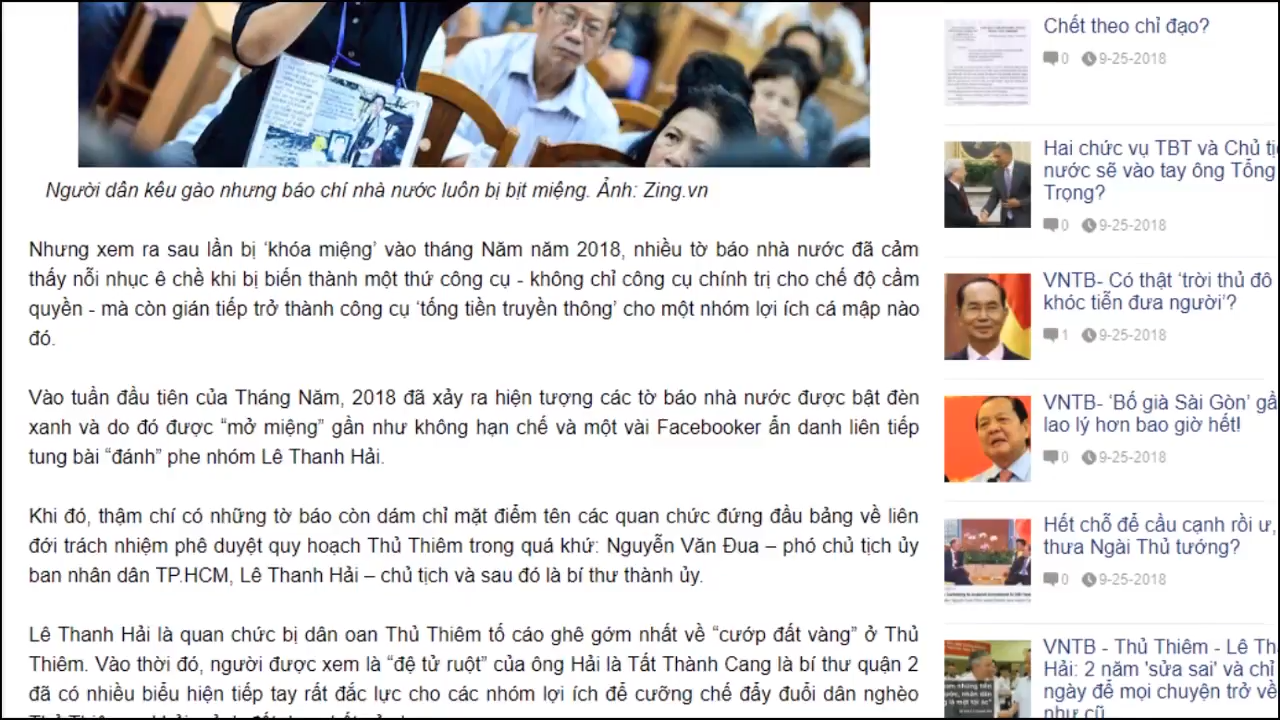 Người dân kêu gào nhưng báo chí nhà nước luôn bị bịt miệng. Ảnh: Zing.vn
Nhưng xem ra sau lần bị ‘khóa miệng’ vào tháng Năm năm 2018, nhiều tờ báo nhà nước đã cảm
thấy nỗi nhục ê chề khi bị biến thành một thứ công cụ - không chỉ công cụ chính trị cho chế độ cầm
quyền - mà còn gián tiếp trở thành công cụ ‘tống tiền truyền thông’ cho một nhóm lợi ích cá mập nào
đó.
Vào tuần đầu tiên của Tháng Năm, 2018 đã xảy ra hiện tượng các tờ báo nhà nước được bật đèn
xanh và do đó được “mở miệng” gần như không hạn chế và một vài Facebooker ẩn danh liên tiếp
tung bài “đánh” phe nhóm Lê Thanh Hải.
Khi đó, thậm chí có những tờ báo còn dám chỉ mặt điểm tên các quan chức đứng đầu bảng về liên
đới trách nhiệm phê duyệt quy hoạch Thủ Thiêm trong quá khứ: Nguyễn Văn Đua – phó chủ tịch ủy
ban nhân dân TP.HCM, Lê Thanh Hải – chủ tịch và sau đó là bí thư thành ủy.
Lê Thanh Hải là quan chức bị dân oan Thủ Thiêm tố cáo ghê gớm nhất về “cướp đất vàng” ở Thủ
Thiêm. Vào thời đó, người được xem là “đệ tử ruột” của ông Hải là Tất Thành Cang là bí thư quận 2
đã có nhiều biểu hiện tiếp tay rất đắc lực cho các nhóm lợi ích để cưỡng chế đẩy đuổi dân nghèo
Chết theo chỉ đạo?
0 9-25-2018
Hai chức vụ TBT và Chủ tị
nước sẽ vào tay ông Tổng
Trọng?
0 9-25-2018
VNTB- Có thật ‘trời thủ đô
khóc tiễn đưa người’?
1 9-25-2018
VNTB- ‘Bố già Sài Gòn’ gầ
lao lý hơn bao giờ hết!
0 9-25-2018
Hết chỗ để cầu cạnh rồi ư,
thưa Ngài Thủ tướng?
0 9-25-2018
VNTB - Thủ Thiêm - Lê Th
Hải: 2 năm 'sửa sai' và chỉ
ngày để mọi chuyện trở về
như cũ